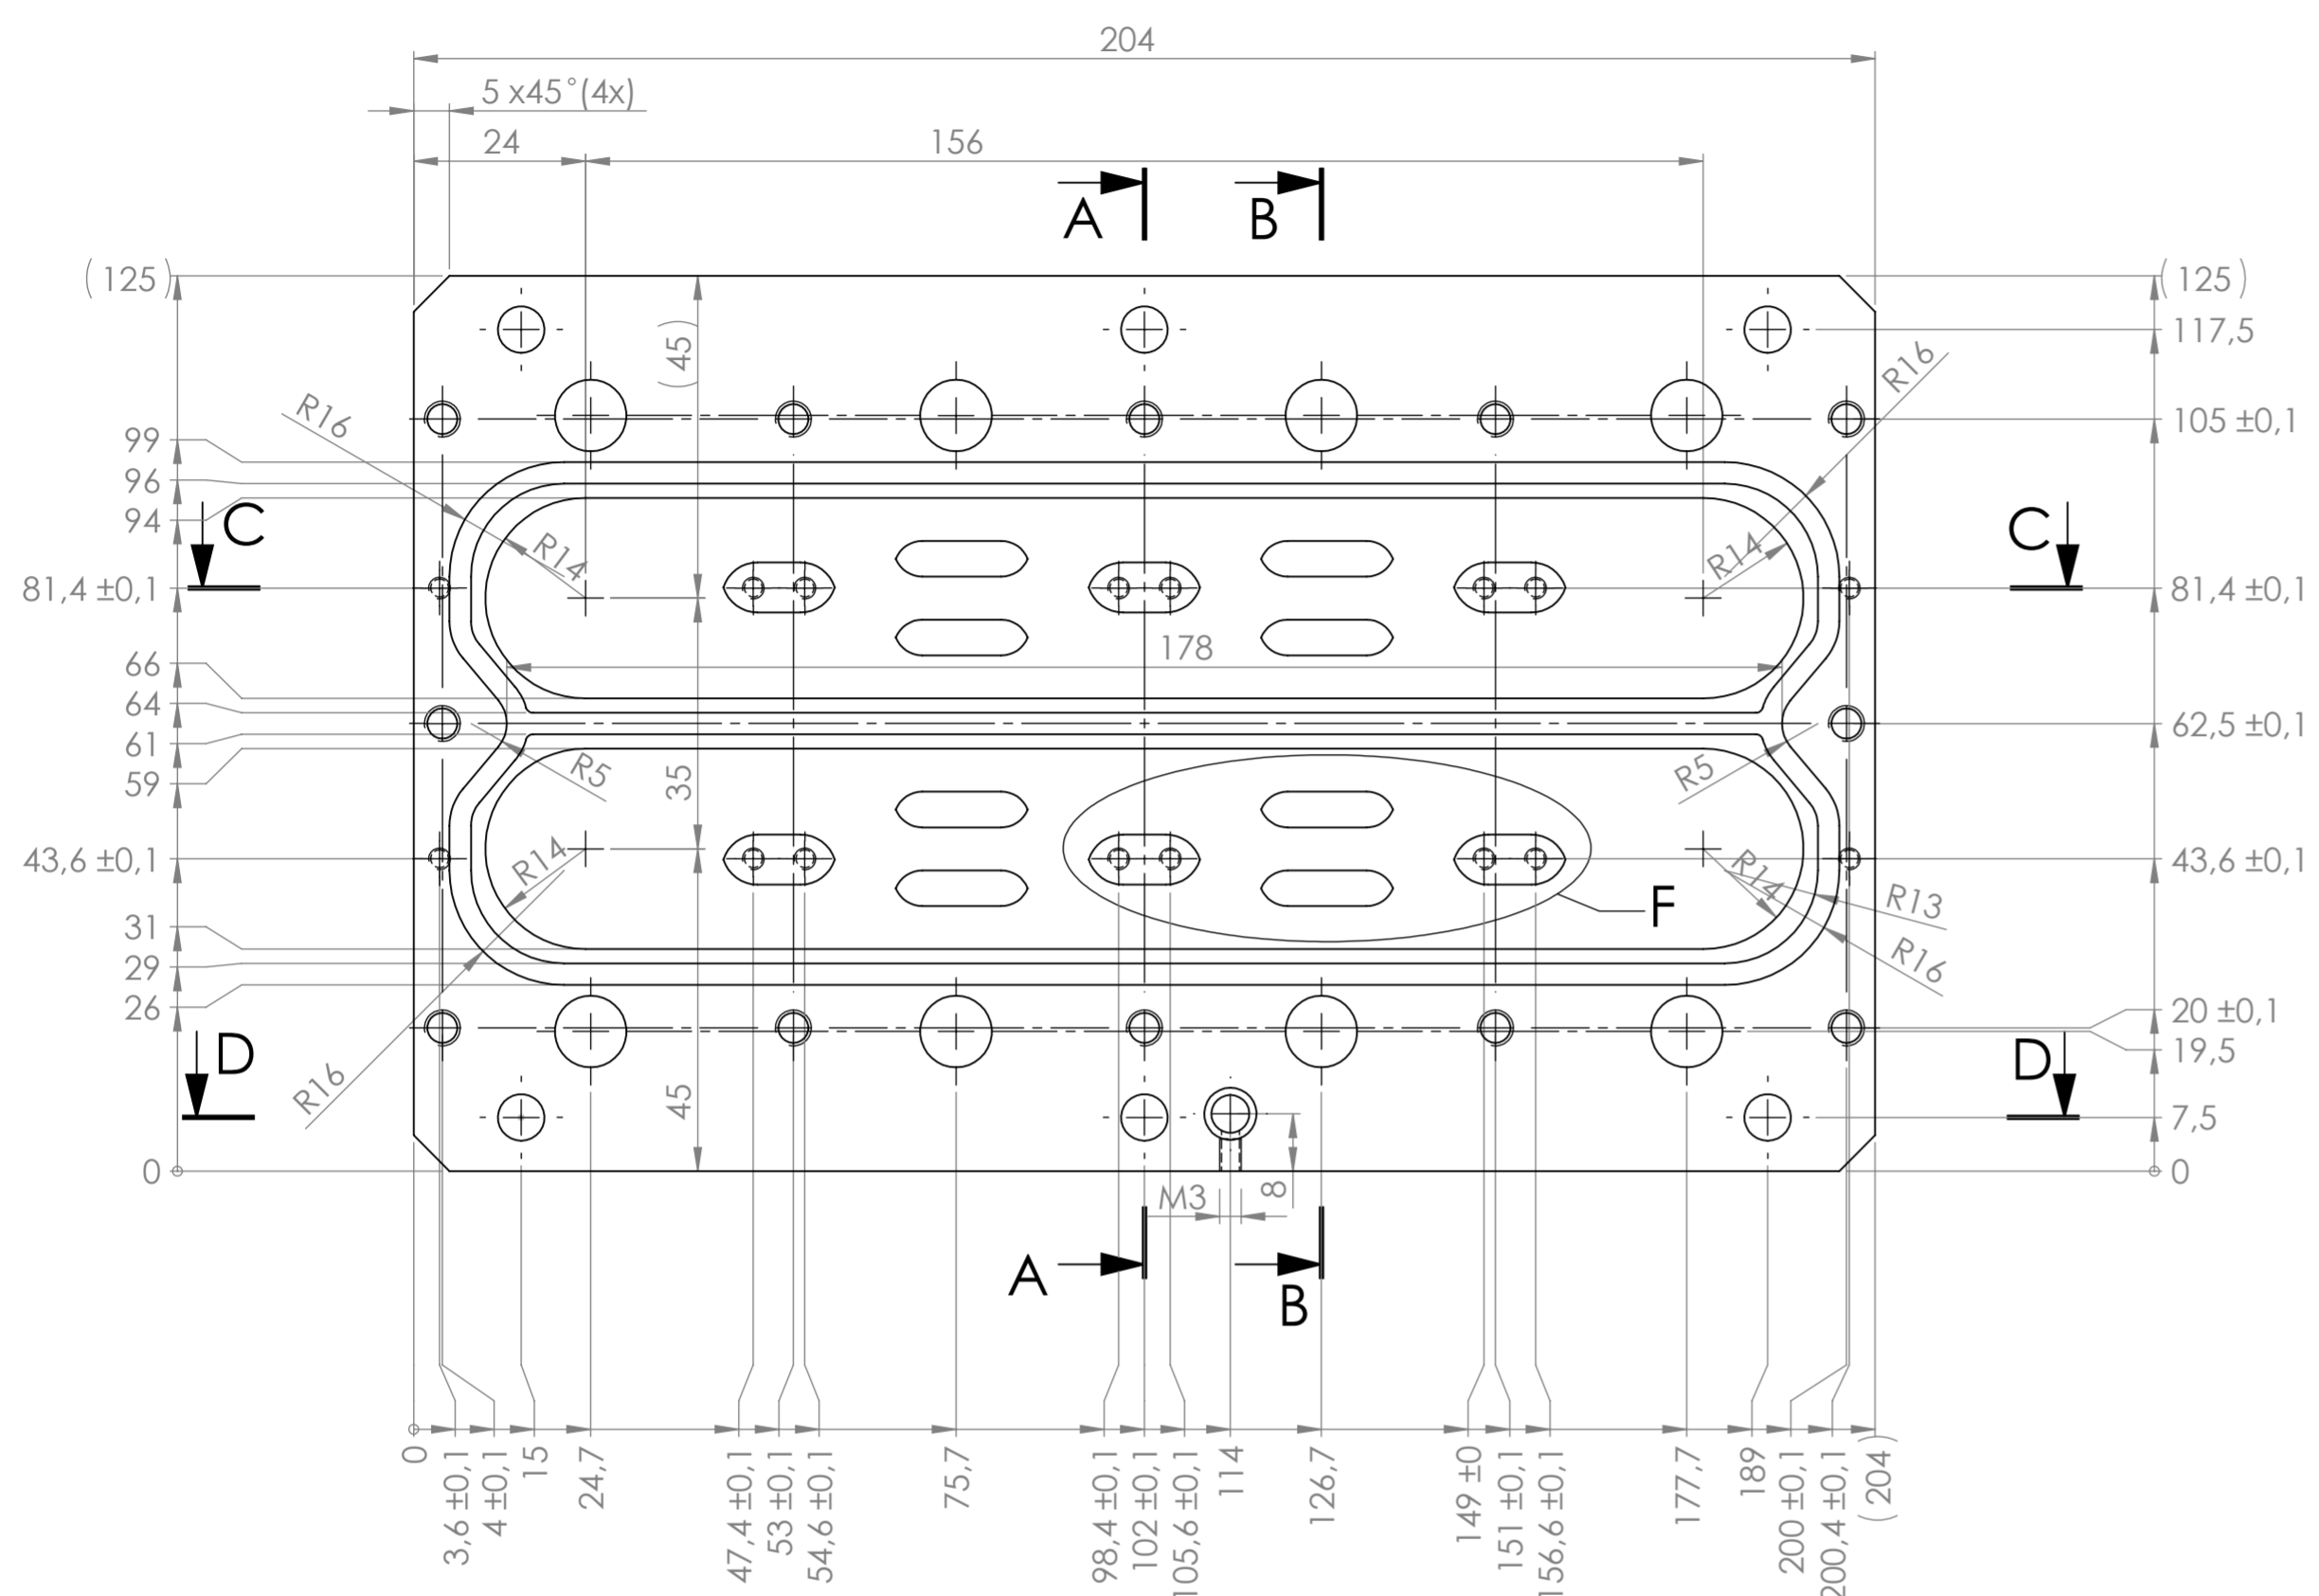 204
5 x45°(4x)
24
156
A
B
(125)
(125)
117,5
(45)
R16
R16
105 ±0,1
99
96
94
C
C
R14
R14
81,4 ±0,1
81,4 ±0,1
178
66
64
62,5 ±0,1
61
59
R5
35
R5
43,6 ±0,1
43,6 ±0,1
R14
R14
R13
F
R16
31
29
26
20 ±0,1
19,5
D
D
R16
45
7,5
0
0
M3
8
A
B
0
3,6 ±0,1
4 ±0,1
15
24,7
47,4 ±0,1
53 ±0,1
54,6 ±0,1
75,7
98,4 ±0,1
102 ±0,1
105,6 ±0,1
114
126,7
149 ±0
151 ±0,1
156,6 ±0,1
177,7
189
200 ±0,1
200,4 ±0,1
(204)